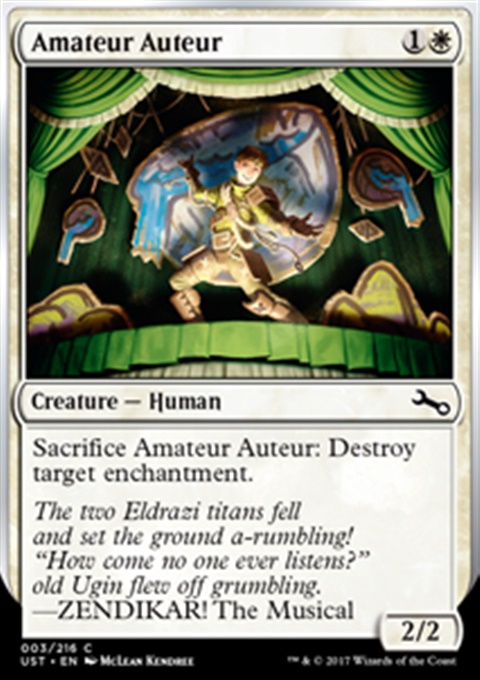 Amateur Auteur 1
Creature — Human
Sacrifice Amateur Auteur: Destroy
target enchantment.
The two Eldrazi titans fell
and set the ground a-rumbling!
“How come no one ever listens?”
old Ugin flew off grumbling.
—ZENDIKAR! The Musical
2/2
003/216 C
UST • EN McLean Kendree
™ & © 2017 Wizards of the Coast